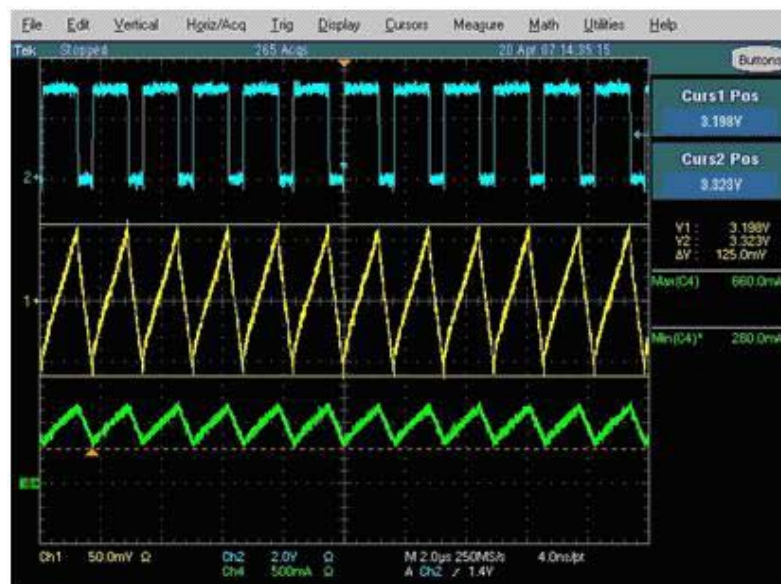 File Edit Vertical Horiz/Acq Trig Display Cursors Measure Math Utilities Help
Tek Stopped 265 Acqs 20 Apr 07 14:35:15
Buttons
Curs1 Pos
3.198V
Curs2 Pos
3.323V
V1: 3.198V
V2: 3.323V
ΔV: 125.0mV
Max(C4) 660.0m
Min(C4)* 280.0m
2
1
Ch1 50.0mV Ω Ch2 2.0V Ω M 2.0µs 250MS/s 4.0ns/pt
Ch4 500mA Ω A Ch2 ∕ 1.4V